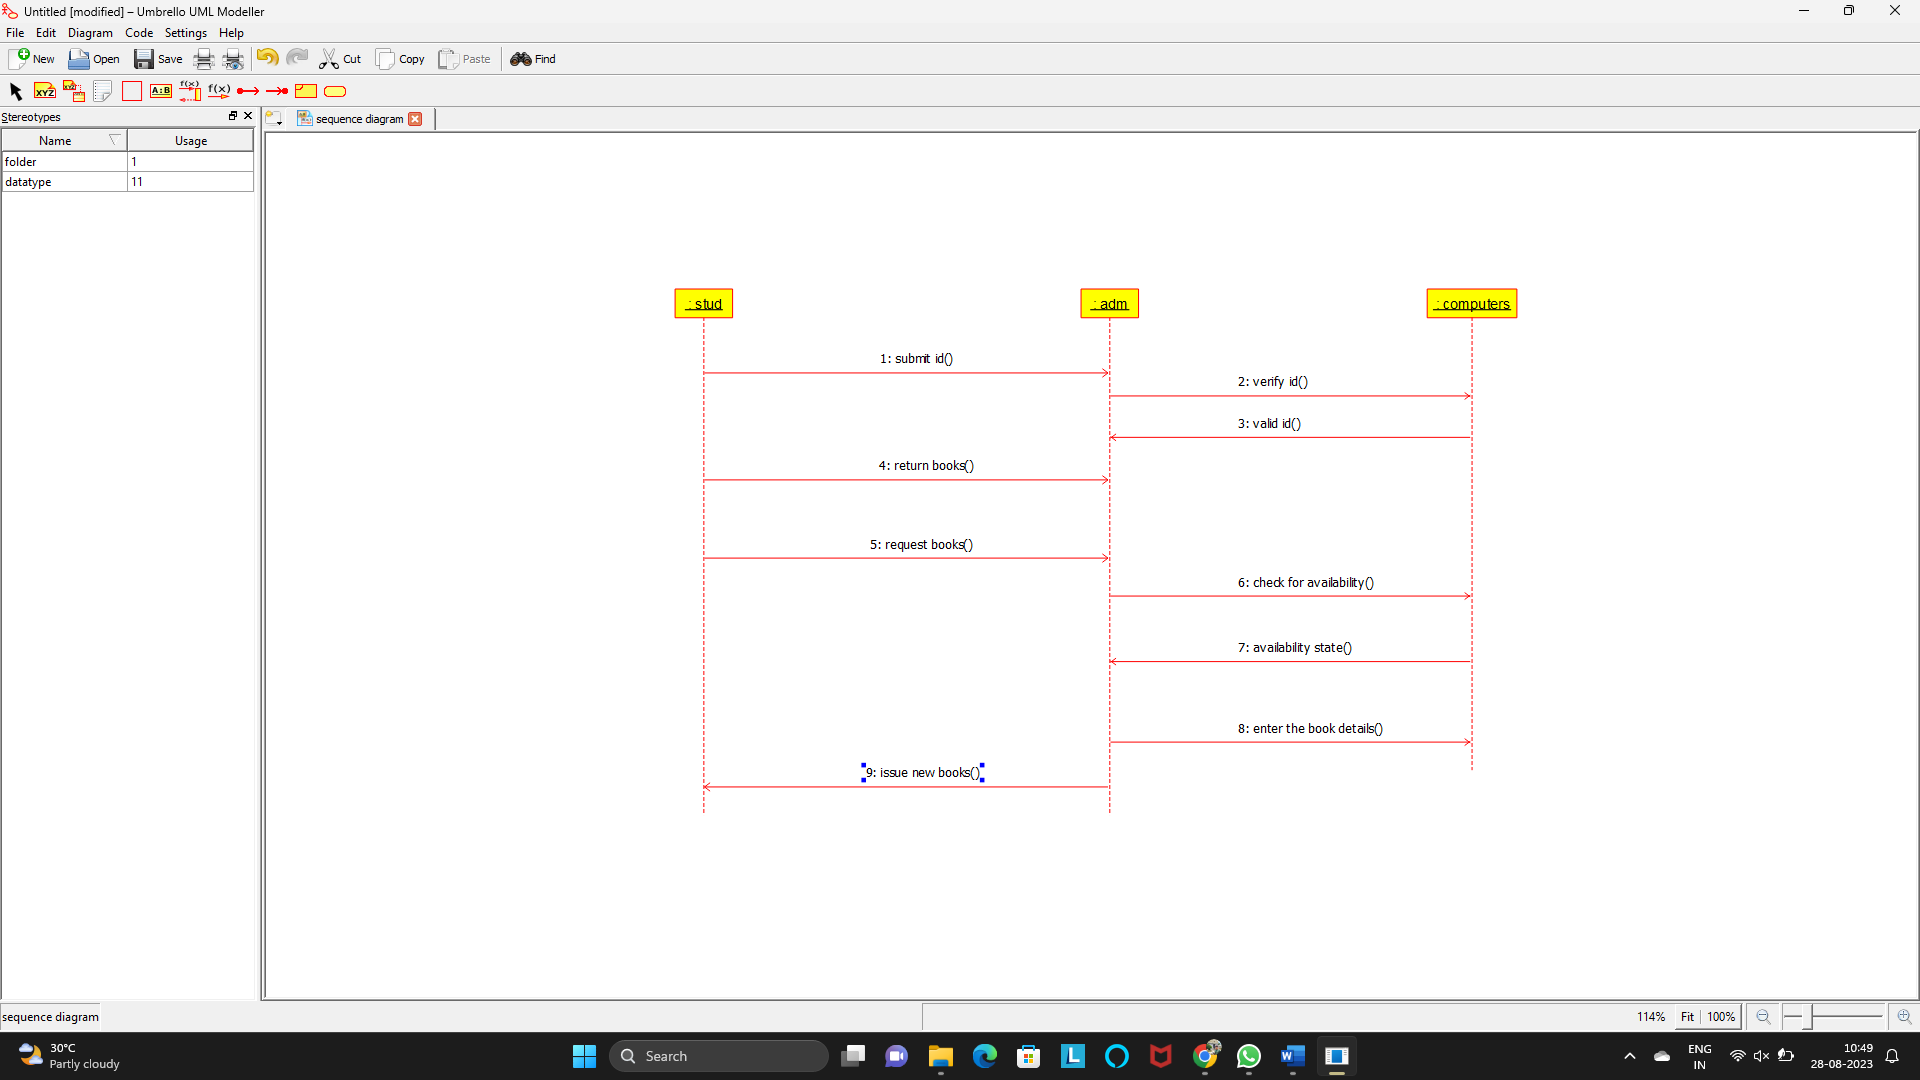 Untitled [modified] – Umbrello UML Modeller
File Edit Diagram Code Settings Help
New Open Save Cut Copy Paste Find
XYZ XYZ A:B f(x) f(x)
Stereotypes
sequence diagram
Name Usage
folder 1
datatype 11
: stud : adm : computers
1: submit id()
2: verify id()
3: valid id()
4: return books()
5: request books()
6: check for availability()
7: availability state()
8: enter the book details()
9: issue new books()
sequence diagram 114% Fit 100%
30°C
Partly cloudy
Search
L
W
ENG
IN
10:49
28-08-2023